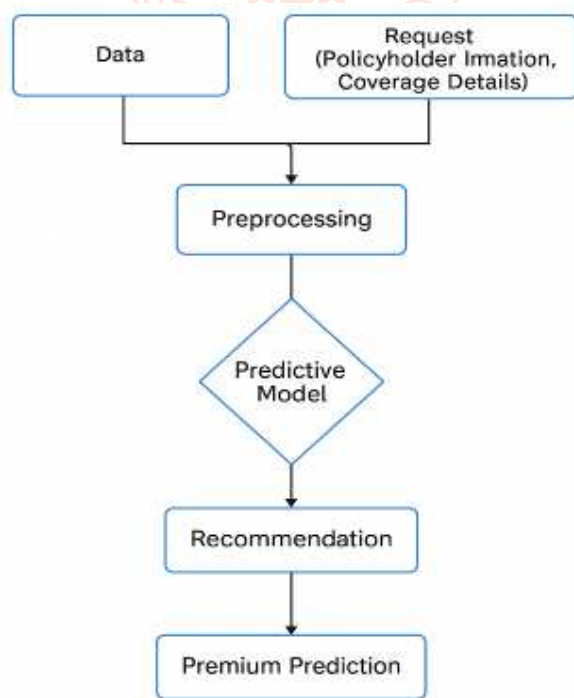 Data
Request
(Policyholder Imation,
Coverage Details)
Preprocessing
Predictive
Model
Recommendation
Premium Prediction